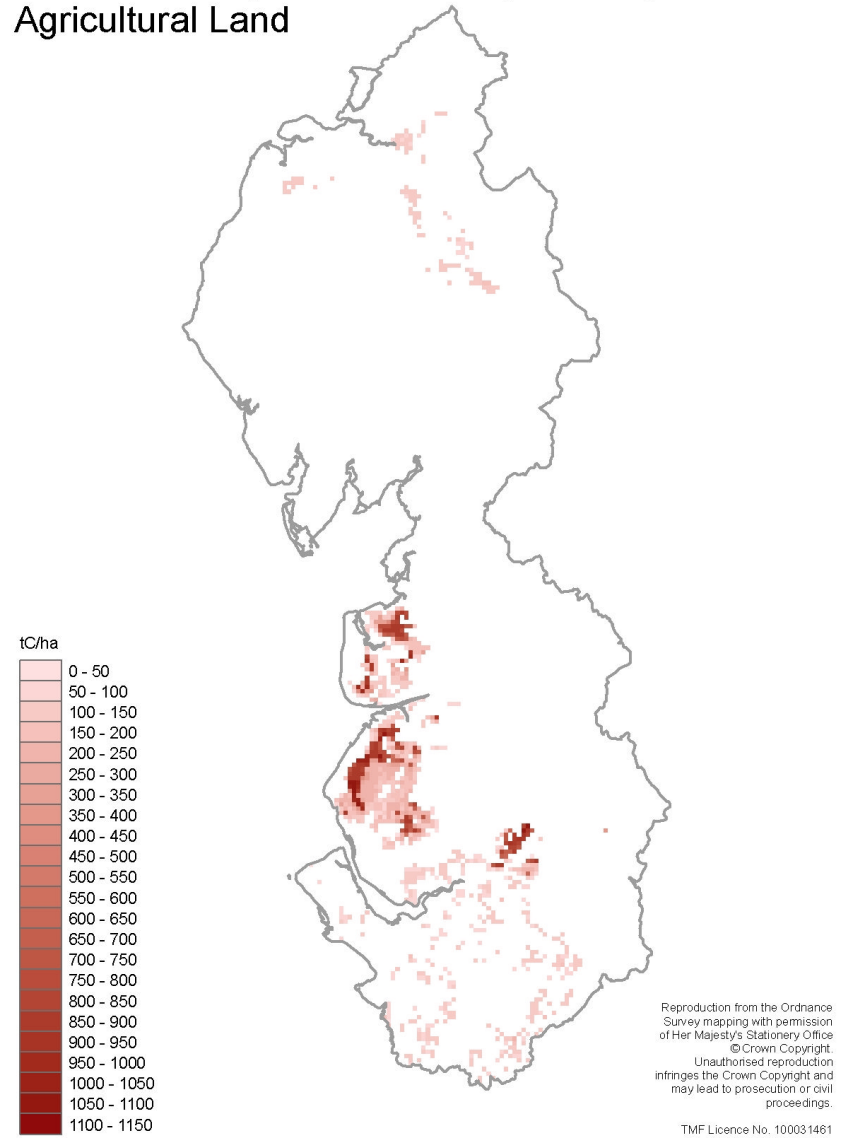 Agricultural Land
tC/ha
0 - 50
50 - 100
100 - 150
150 - 200
200 - 250
250 - 300
300 - 350
350 - 400
400 - 450
450 - 500
500 - 550
550 - 600
600 - 650
650 - 700
700 - 750
750 - 800
800 - 850
850 - 900
900 - 950
950 - 1000
1000 - 1050
1050 - 1100
1100 - 1150
Reproduction from the Ordnance
Survey mapping with permission
of Her Majesty's Stationery Office
© Crown Copyright.
Unauthorised reproduction
infringes the Crown Copyright and
may lead to prosecution or civil
proceedings.
TMF Licence No. 100031461